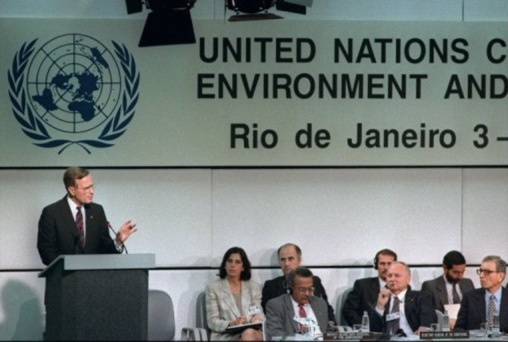 UNITED NATIONS C
ENVIRONMENT AND
Rio de Janeiro 3 –